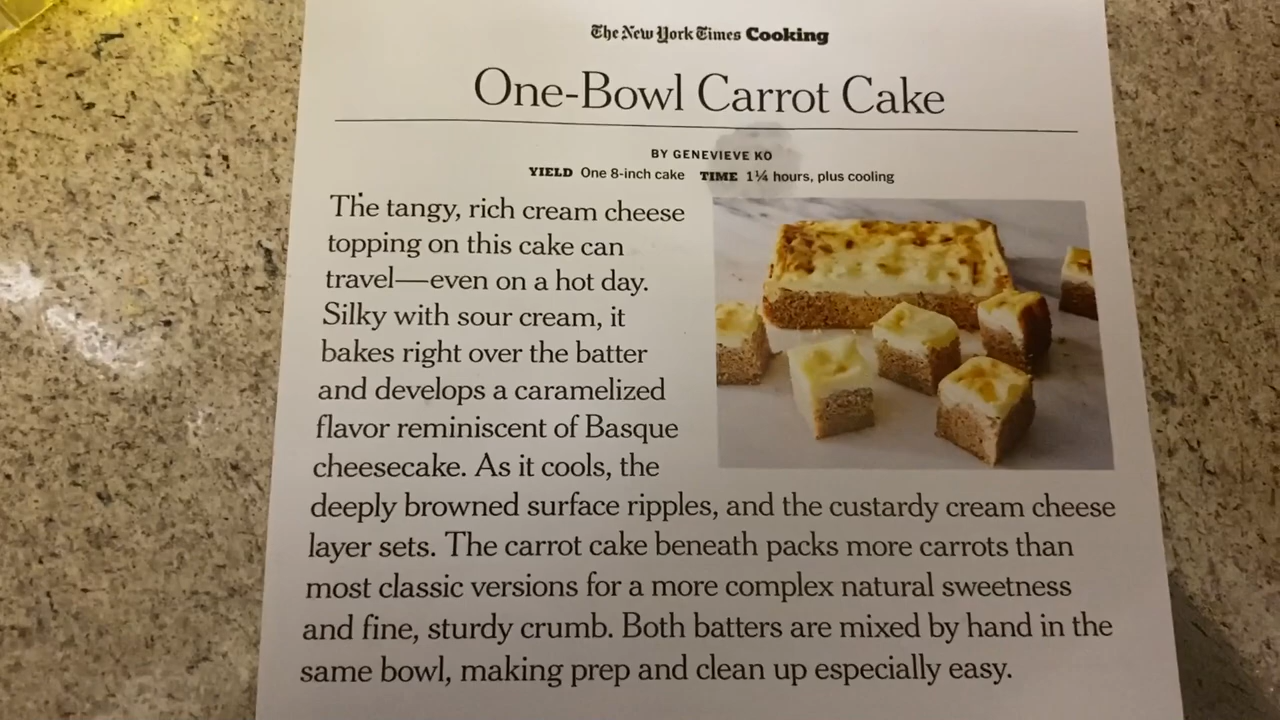 The New York Times Cooking
One-Bowl Carrot Cake
BY GENEVIEVE KO
YIELD One 8-inch cake TIME 1¼ hours, plus cooling
The tangy, rich cream cheese
topping on this cake can
travel—even on a hot day.
Silky with sour cream, it
bakes right over the batter
and develops a caramelized
flavor reminiscent of Basque
cheesecake. As it cools, the
deeply browned surface ripples, and the custardy cream cheese
layer sets. The carrot cake beneath packs more carrots than
most classic versions for a more complex natural sweetness
and fine, sturdy crumb. Both batters are mixed by hand in the
same bowl, making prep and clean up especially easy.